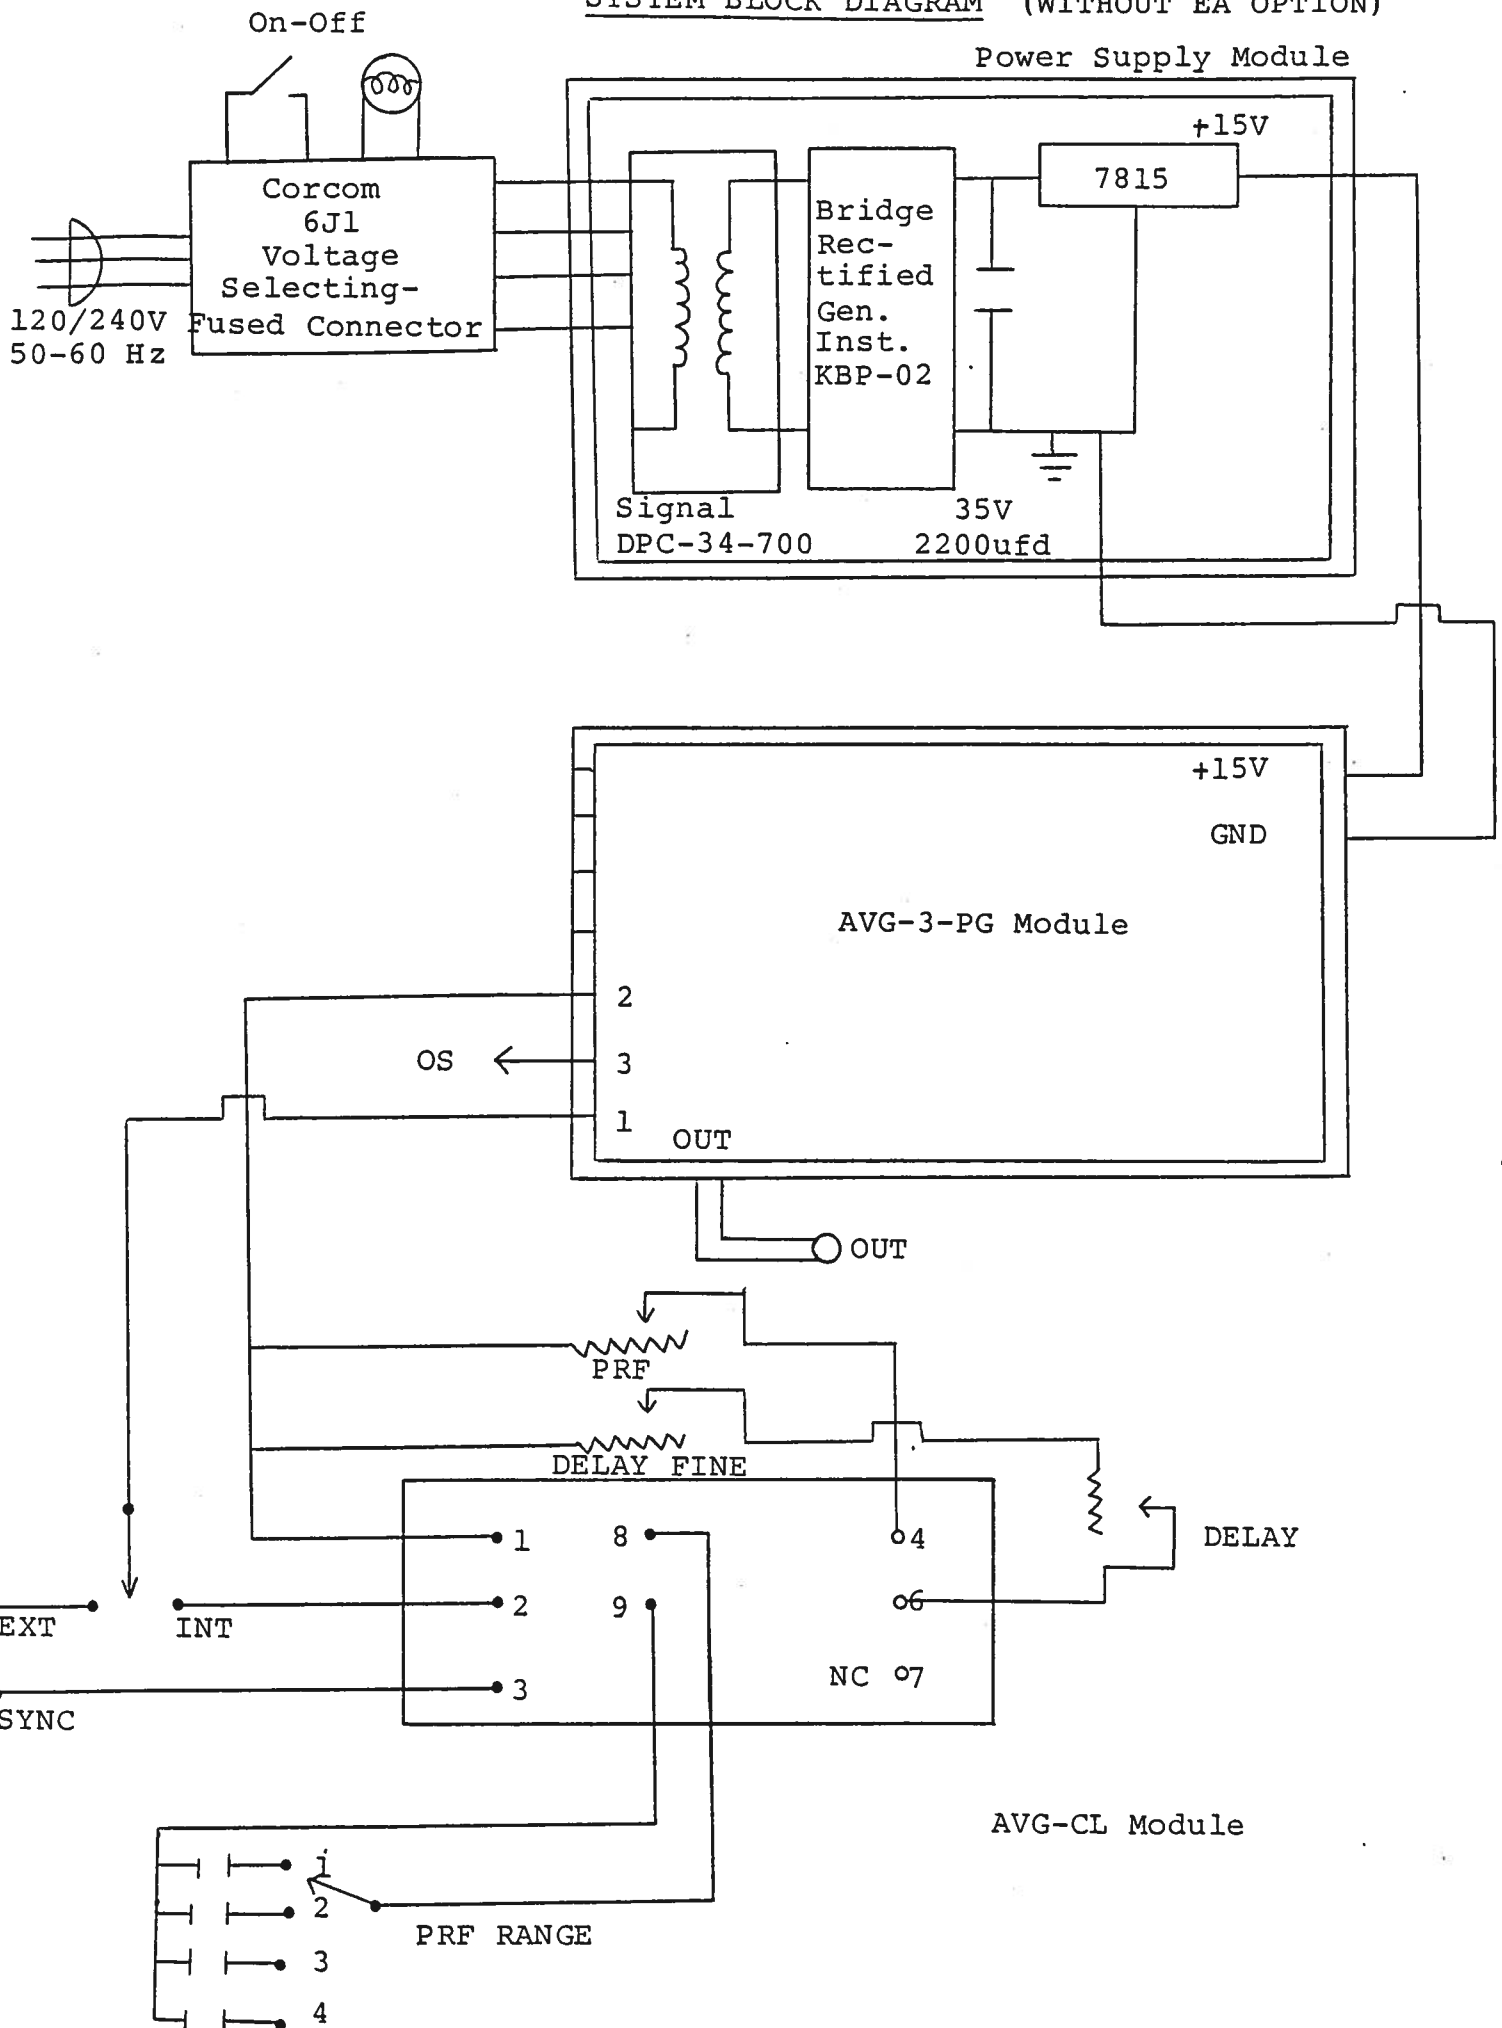 SYSTEM BLOCK DIAGRAM (WITHOUT EA OPTION)
On-Off
Power Supply Module
+15V
7815
Corcom
6J1
Voltage
Selecting-
Fused Connector
120/240V
50-60 Hz
Bridge
Rec-
tified
Gen.
Inst.
KBP-02
Signal
DPC-34-700
35V
2200ufd
+15V
GND
AVG-3-PG Module
2
OS
3
1
OUT
OUT
PRF
DELAY FINE
1
8
4
DELAY
2
9
6
EXT
INT
NC
7
3
SYNC
AVG-CL Module
1
2
PRF RANGE
3
4